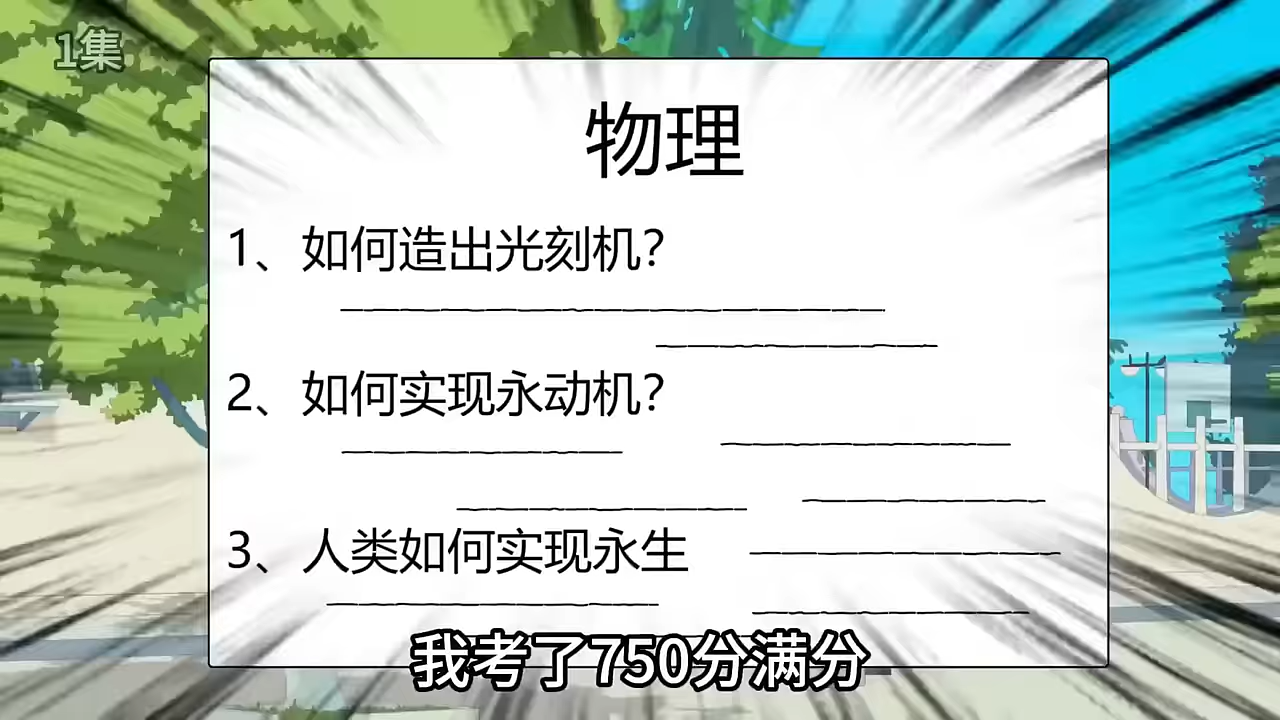 1集
物理
1、如何造出光刻机?
2、如何实现永动机?
3、人类如何实现永生
我考了750分满分